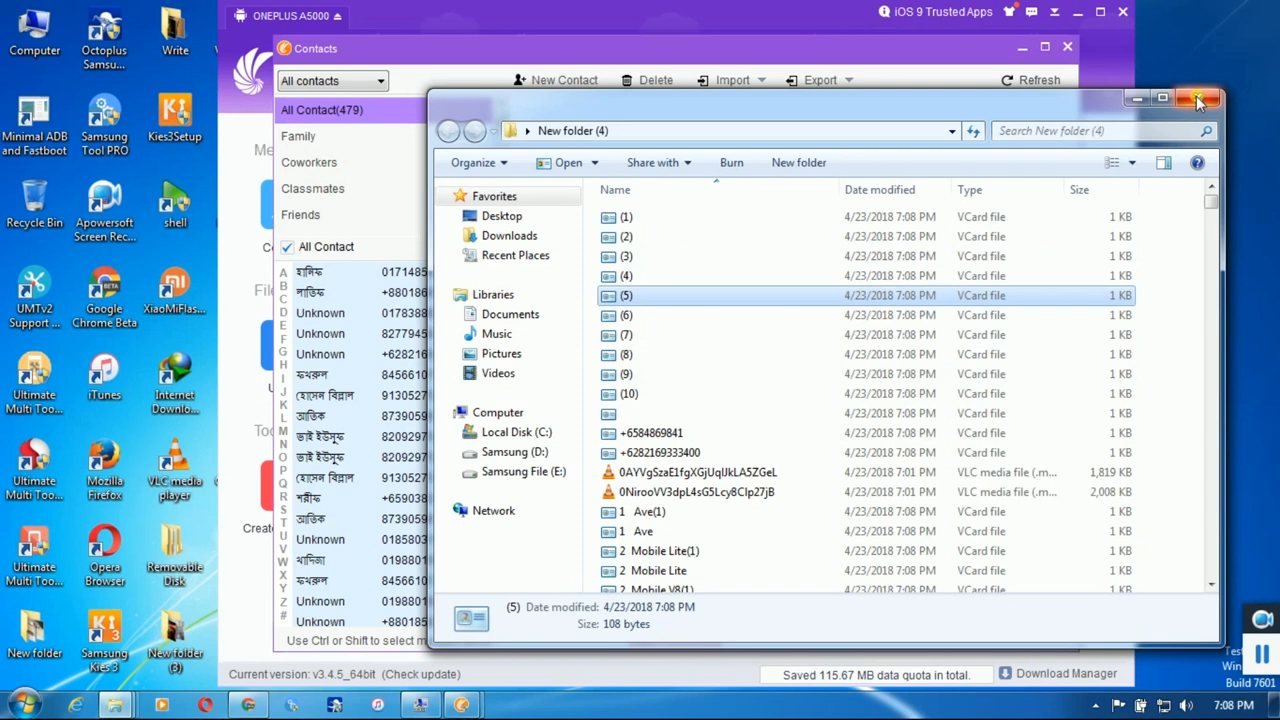 Computer
Octoplus Samsu...
Write
Minimal ADB and Fastboot
Samsung Tool PRO
Kies3Setup
Recycle Bin
Apowersoft Screen Rec...
shell
UMTv2 Support ...
Google Chrome Beta
XiaoMiFlas...
Ultimate Multi Too...
iTunes
Internet Downlo...
Ultimate Multi Too...
Mozilla Firefox
VLC media player
Ultimate Multi Too...
Opera Browser
Removable Disk
New folder
Samsung Kies 3
New folder (3)
ONEPLUS A5000
iOS 9 Trusted Apps
Contacts
All contacts
New Contact Delete Import Export Refresh
All Contact(479)
Family
Coworkers
Classmates
Friends
All Contact
A
B
C
D
E
F
G
H
I
J
K
L
M
N
O
P
Q
R
S
T
U
V
W
X
Y
Z
#
হালিফ 0171485
লাতিফ +880186
Unknown 0178388
Unknown 8277945
Unknown +628216
ফখরুল 8456610
হোসেন বিল্লাল 9130527
আতিক 8739059
ভাই ইউসুফ 8209297
ভাই ইউসুফ 8209297
হোসেন বিল্লাল 9130527
শরীফ +659038
আতিক 8739059
Unknown 0185803
খাদিজা 0198801
ফখরুল 8456610
Unknown 0198801
Unknown +880185
Use Ctrl or Shift to select m
Current version: v3.4.5_64bit (Check update)
Saved 115.67 MB data quota in total.
Download Manager
New folder (4)
Search New folder (4)
Organize Open Share with Burn New folder
Favorites
Desktop
Downloads
Recent Places
Libraries
Documents
Music
Pictures
Videos
Computer
Local Disk (C:)
Samsung (D:)
Samsung File (E:)
Network
Name Date modified Type Size
(1) 4/23/2018 7:08 PM VCard file 1 KB
(2) 4/23/2018 7:08 PM VCard file 1 KB
(3) 4/23/2018 7:08 PM VCard file 1 KB
(4) 4/23/2018 7:08 PM VCard file 1 KB
(5) 4/23/2018 7:08 PM VCard file 1 KB
(6) 4/23/2018 7:08 PM VCard file 1 KB
(7) 4/23/2018 7:08 PM VCard file 1 KB
(8) 4/23/2018 7:08 PM VCard file 1 KB
(9) 4/23/2018 7:08 PM VCard file 1 KB
(10) 4/23/2018 7:08 PM VCard file 1 KB
4/23/2018 7:08 PM VCard file 1 KB
+6584869841 4/23/2018 7:08 PM VCard file 1 KB
+6282169333400 4/23/2018 7:08 PM VCard file 1 KB
0AYVgSzaE1fgXGjUqUkLA5ZGeL 4/23/2018 7:01 PM VLC media file (.m... 1,819 KB
0NirooVV3dpL4sG5Lcy8CIp27jB 4/23/2018 7:01 PM VLC media file (.m... 2,008 KB
1 Ave(1) 4/23/2018 7:08 PM VCard file 1 KB
1 Ave 4/23/2018 7:08 PM VCard file 1 KB
2 Mobile Lite(1) 4/23/2018 7:08 PM VCard file 1 KB
2 Mobile Lite 4/23/2018 7:08 PM VCard file 1 KB
2 Mobile V8(1) 4/23/2018 7:08 PM VCard file 1 KB
(5) Date modified: 4/23/2018 7:08 PM
Size: 108 bytes
Tes
Win
Build 7601
7:08 PM